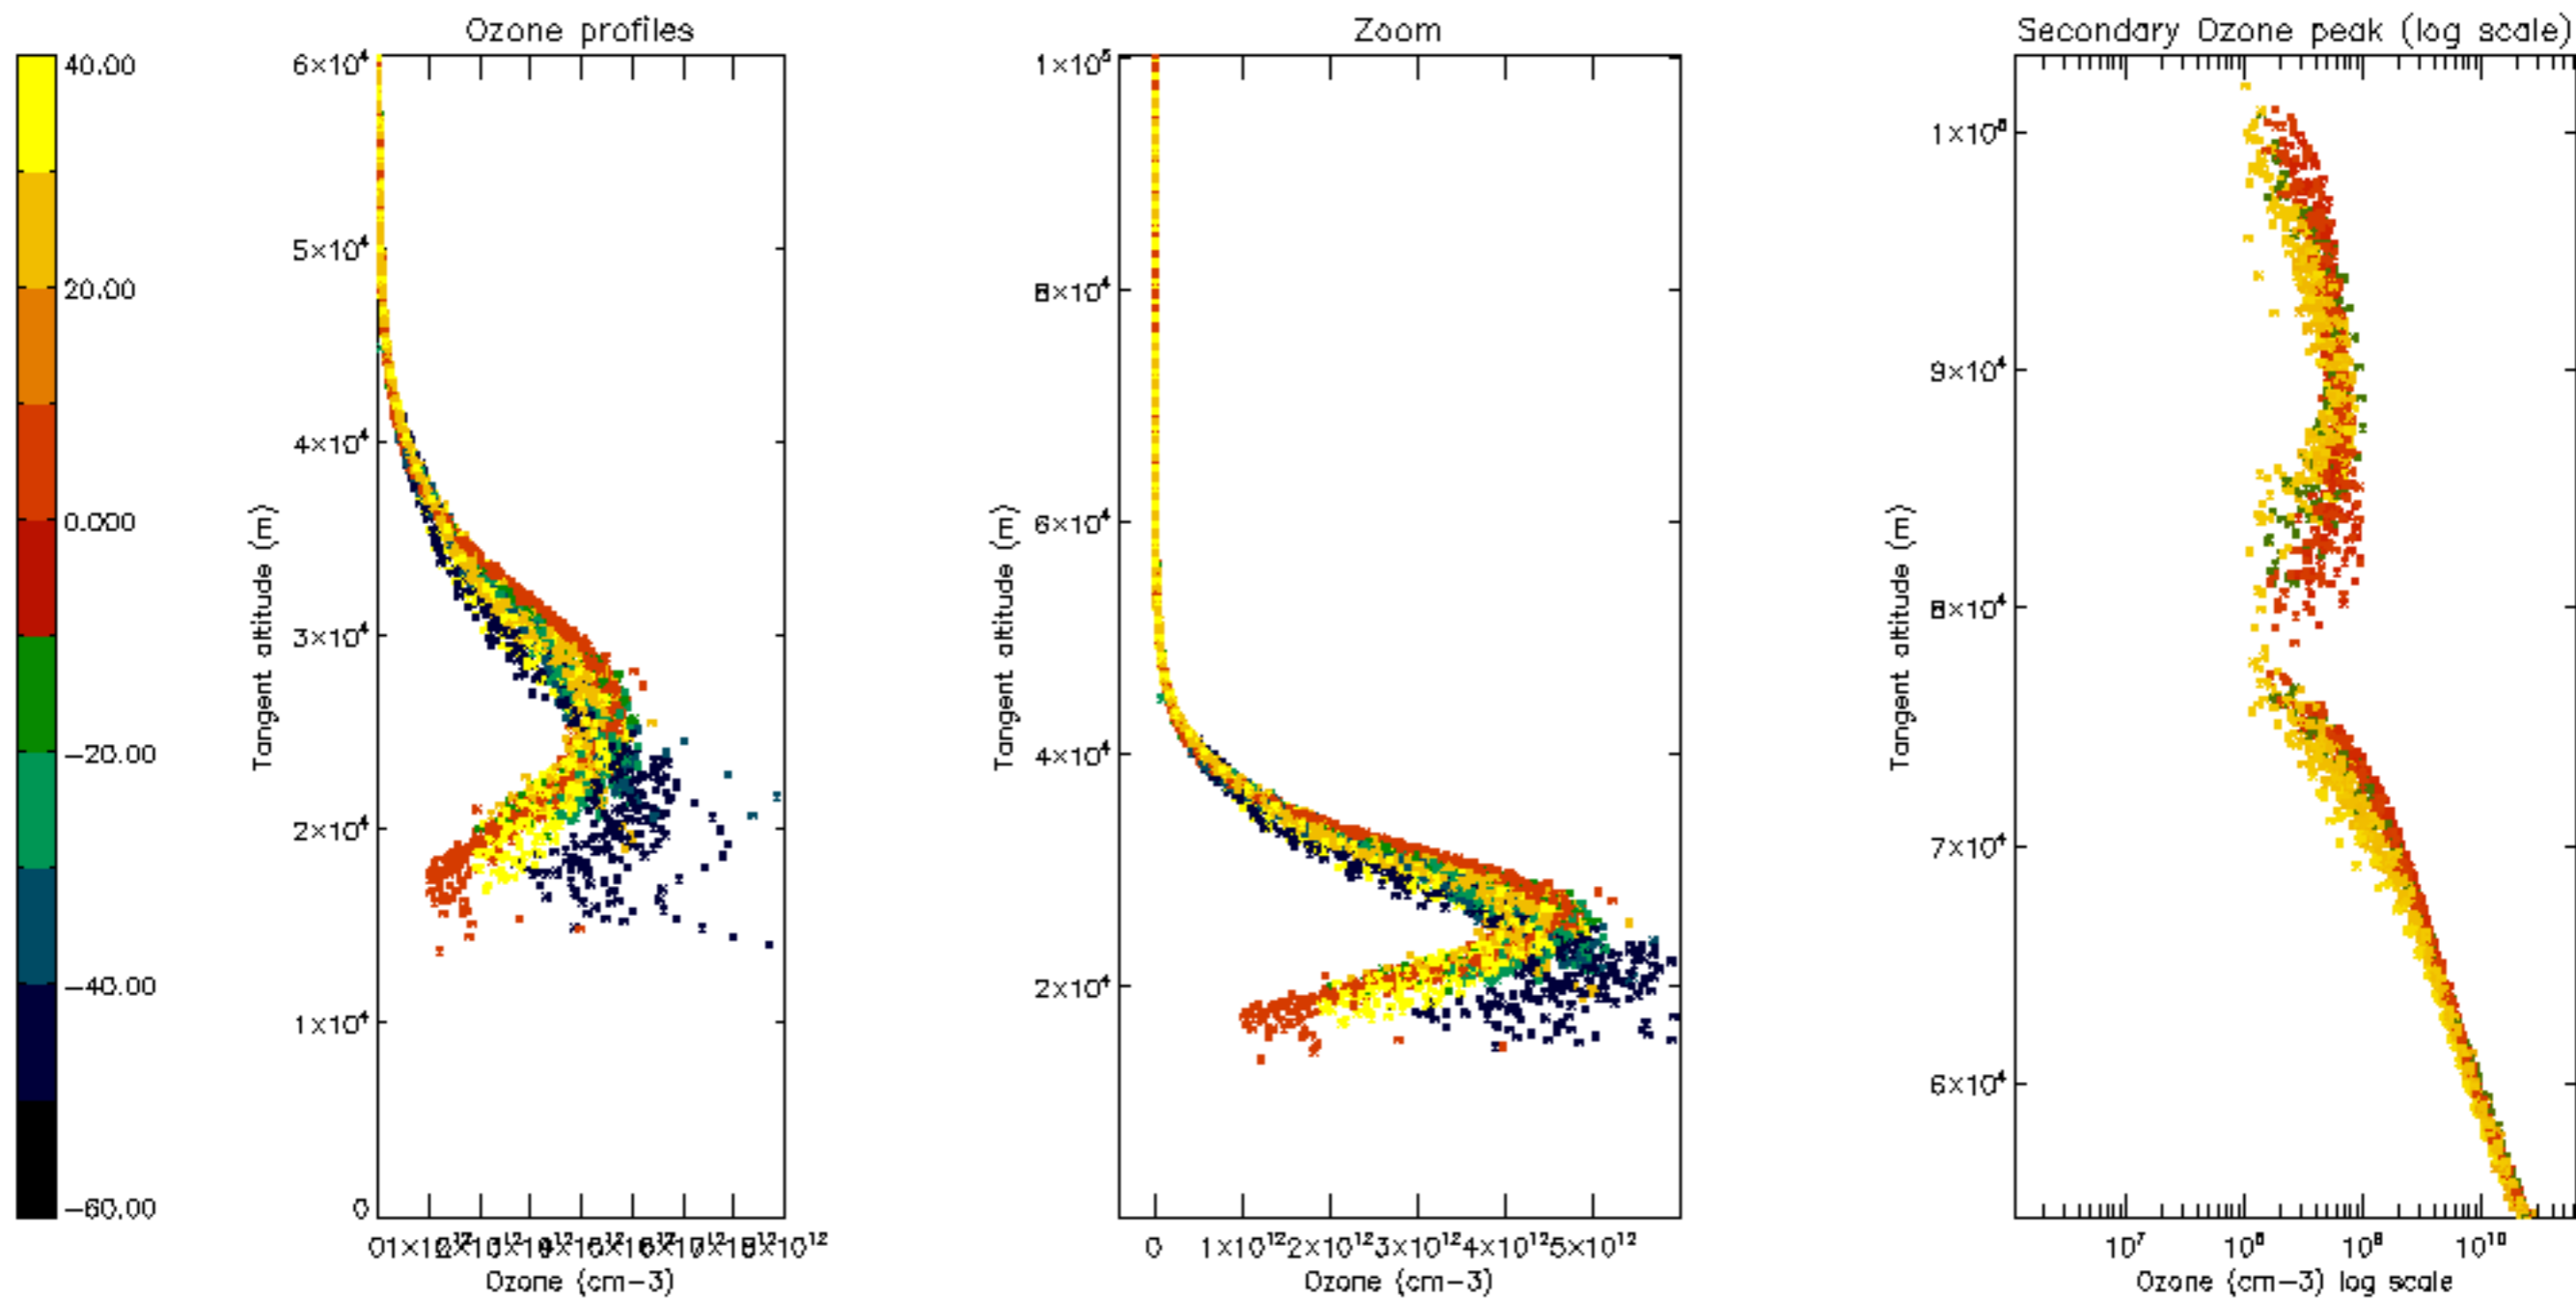 Ozone profiles
Zoom
Secondary Ozone peak (log scale)
40.00
20.00
0.000
−20.00
−40.00
−60.00
6×10⁴
5×10⁴
4×10⁴
3×10⁴
2×10⁴
1×10⁴
0
Tangent altitude (m)
Ozone (cm−3)
1×10⁵
8×10⁴
6×10⁴
4×10⁴
2×10⁴
Tangent altitude (m)
0 1×10¹² 2×10¹² 3×10¹² 4×10¹² 5×10¹²
Ozone (cm−3)
9×10⁴
8×10⁴
7×10⁴
6×10⁴
Tangent altitude (m)
10⁷ 10⁸ 10⁹ 10¹⁰
Ozone (cm−3) log scale